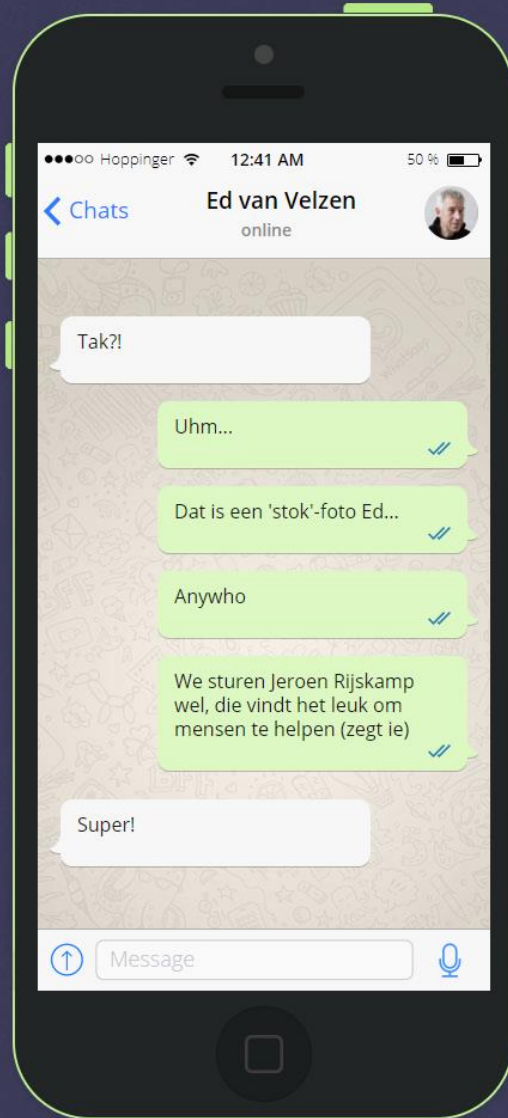 Hoppinger 12:41 AM 50 %
Chats Ed van Velzen
online
Tak?!
Uhm...
Dat is een 'stok'-foto Ed...
Anywho
We sturen Jeroen Rijskamp
wel, die vindt het leuk om
mensen te helpen (zegt ie)
Super!
Message